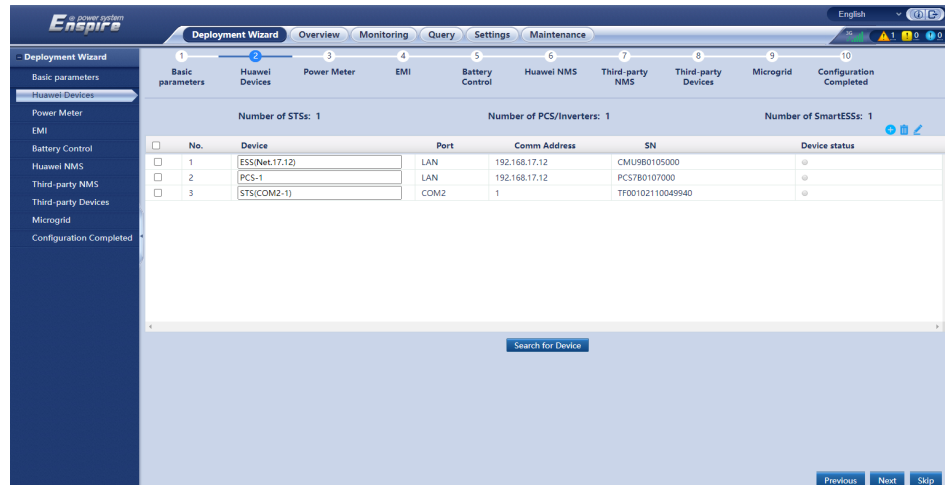 Enspire
e power system
English
Deployment Wizard Overview Monitoring Query Settings Maintenance
3G 1 0 0
Deployment Wizard
Basic parameters
Huawei Devices
Power Meter
EMI
Battery Control
Huawei NMS
Third-party NMS
Third-party Devices
Microgrid
Configuration Completed
1 2 3 4 5 6 7 8 9 10
Basic parameters
Huawei Devices
Power Meter
EMI
Battery Control
Huawei NMS
Third-party NMS
Third-party Devices
Microgrid
Configuration Completed
Number of STSs: 1 Number of PCS/Inverters: 1 Number of SmartESSs: 1
No. Device Port Comm Address SN Device status
1 ESS(Net.17.12) LAN 192.168.17.12 CMU9B0105000
2 PCS-1 LAN 192.168.17.12 PCS7B0107000
3 STS(COM2-1) COM2 1 TF00102110049940
Search for Device
Previous Next Skip